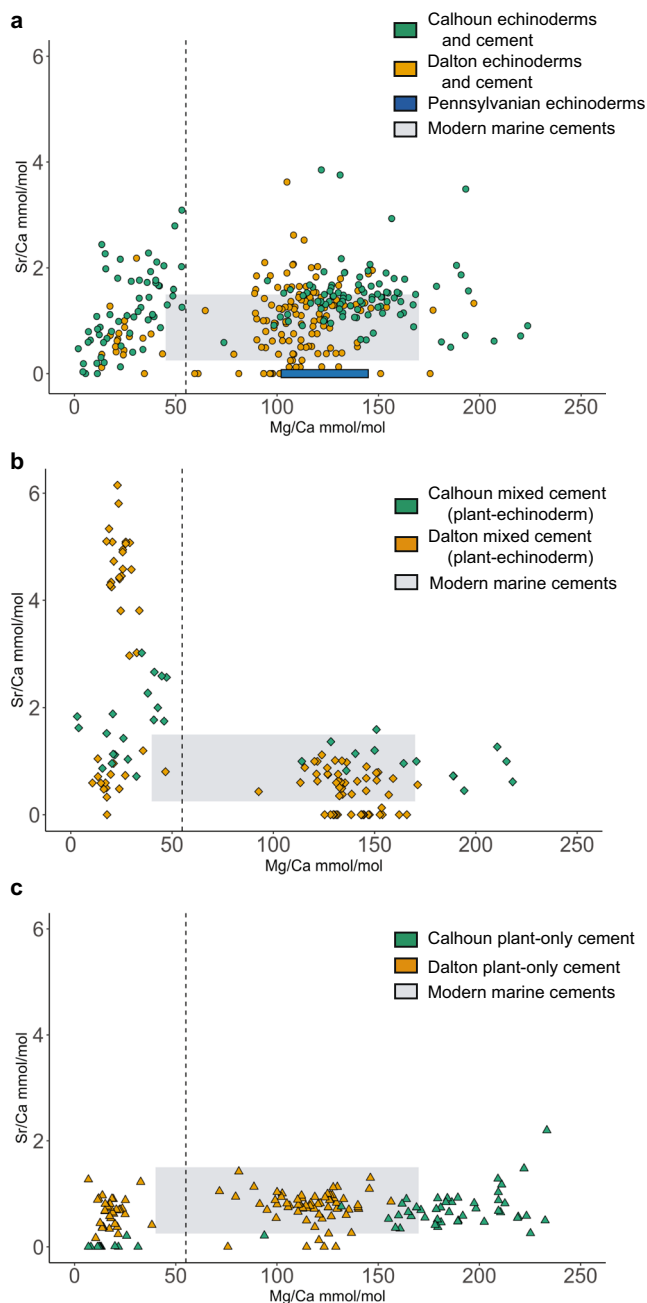 a
Calhoun echinoderms
and cement
Dalton echinoderms
and cement
Pennsylvanian echinoderms
Modern marine cements
6
4
2
0
Sr/Ca mmol/mol
0
50
100
150
200
250
Mg/Ca mmol/mol
b
Calhoun mixed cement
(plant-echinoderm)
Dalton mixed cement
(plant-echinoderm)
Modern marine cements
6
4
2
0
Sr/Ca mmol/mol
0
50
100
150
200
250
Mg/Ca mmol/mol
c
Calhoun plant-only cement
Dalton plant-only cement
Modern marine cements
6
4
2
0
Sr/Ca mmol/mol
0
50
100
150
200
250
Mg/Ca mmol/mol